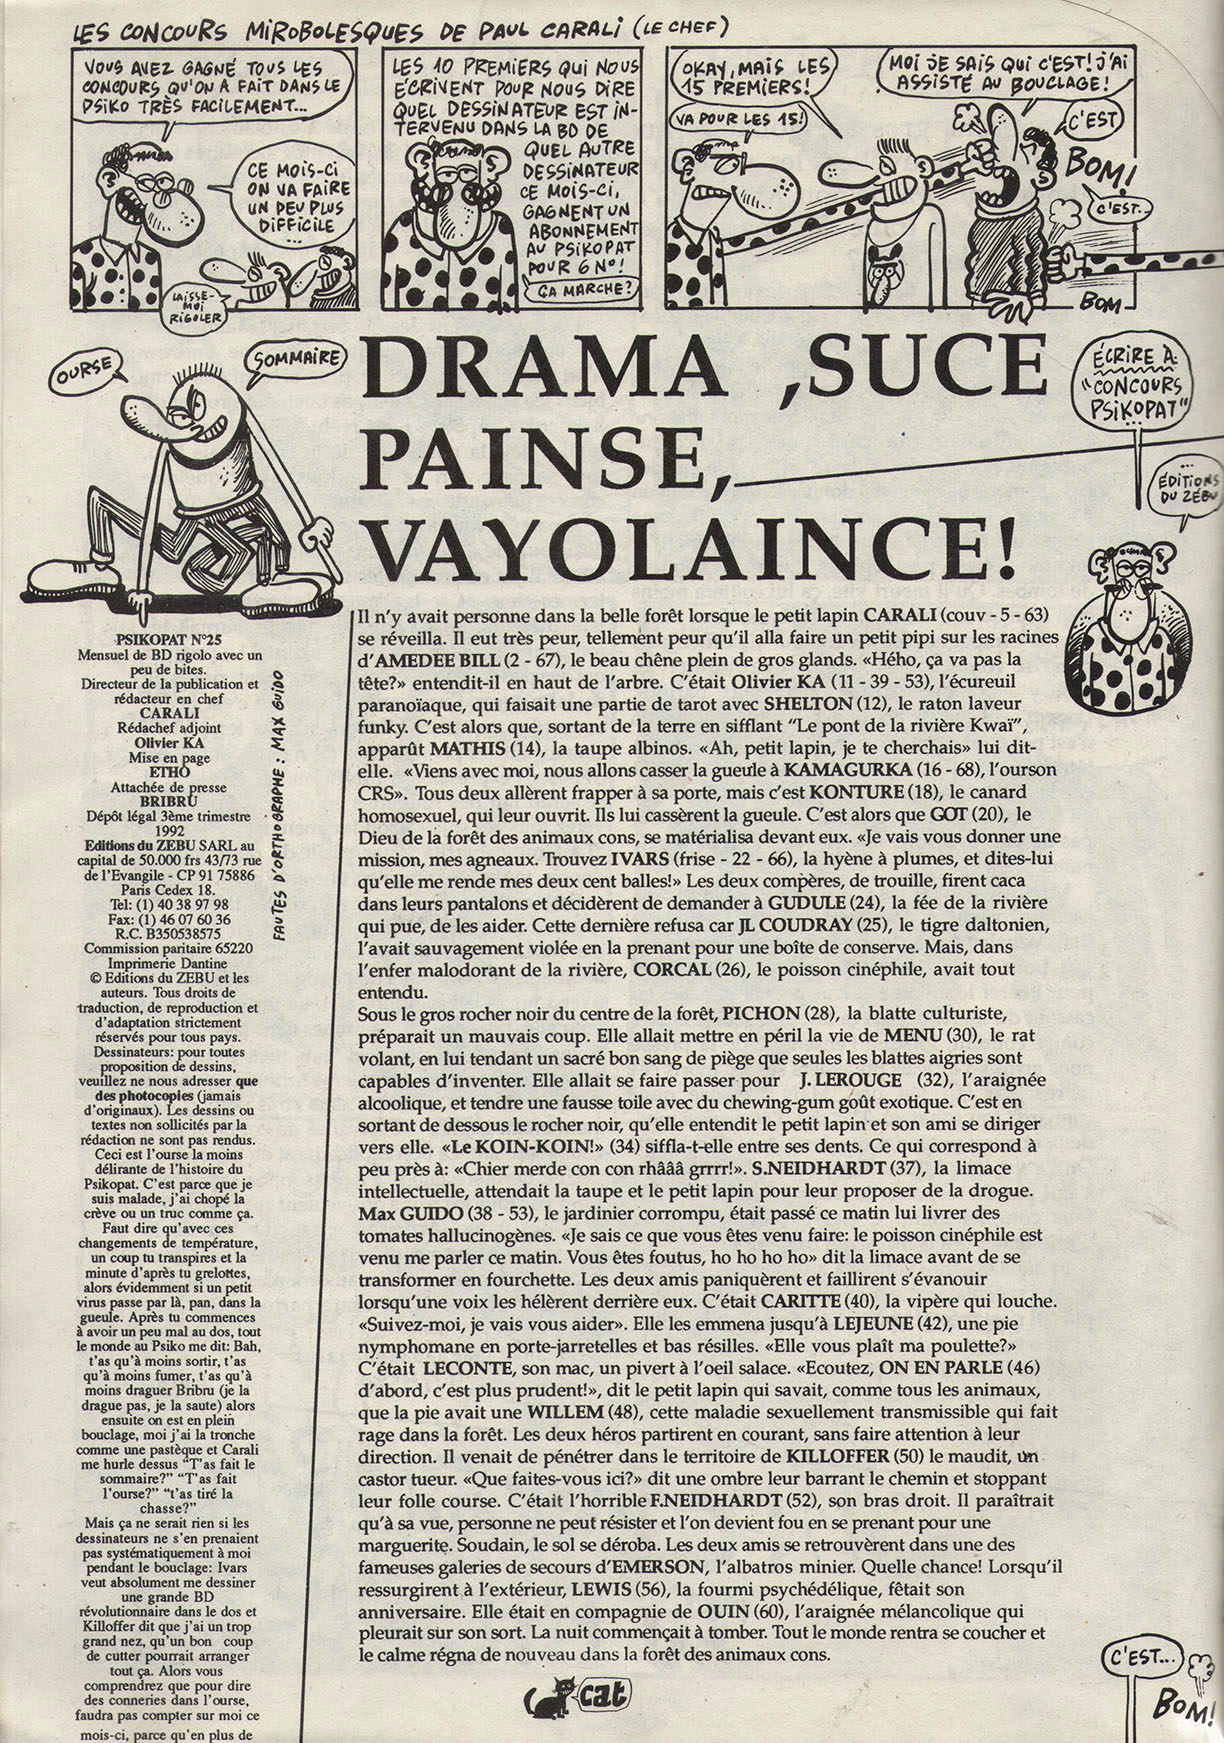 LES CONCOURS MIROBOLESQUES DE PAUL CARALI (LE CHEF)
VOUS AVEZ GAGNÉ TOUS LES
CONCOURS QU'ON A FAIT DANS LE
PSIKO TRÈS FACILEMENT...
CE MOIS-CI
ON VA FAIRE
UN PEU PLUS
DIFFICILE
...
LAISSE-
MOI
RIGOLER
LES 10 PREMIERS QUI NOUS
ÉCRIVENT POUR NOUS DIRE
QUEL DESSINATEUR EST IN-
TERVENU DANS LA BD DE
QUEL AUTRE
DESSINATEUR
CE MOIS-CI,
GAGNENT UN
ABONNEMENT
AU PSIKOPAT
POUR 6 N°!
ÇA MARCHE?
OKAY, MAIS LES
15 PREMIERS!
VA POUR LES 15!
MOI JE SAIS QUI C'EST! J'AI
ASSISTÉ AU BOUCLAGE!
C'EST
BOM!
C'EST...
BOM
OURSE
SOMMAIRE
DRAMA ,SUCE
PAINSE,
VAYOLAINCE!
ÉCRIRE À:
"CONCOURS
PSIKOPAT"
...
ÉDITIONS
DU ZÉBU
PSIKOPAT N°25
Mensuel de BD rigolo avec un
peu de bites.
Directeur de la publication et
rédacteur en chef
CARALI
Rédachef adjoint
Olivier KA
Mise en page
ETHO
Attachée de presse
BRIBRU
Dépôt légal 3ème trimestre
1992
Editions du ZEBU SARL au
capital de 50.000 frs 43/73 rue
de l'Evangile - CP 91 75886
Paris Cedex 18.
Tel: (1) 40 38 97 98
Fax: (1) 46 07 60 36
R.C. B350538575
Commission paritaire 65220
Imprimerie Dantine
© Editions du ZEBU et les
auteurs. Tous droits de
traduction, de reproduction et
d'adaptation strictement
réservés pour tous pays.
Dessinateurs: pour toutes
proposition de dessins,
veuillez ne nous adresser que
des photocopies (jamais
d'originaux). Les dessins ou
textes non sollicités par la
rédaction ne sont pas rendus.
Ceci est l'ourse la moins
délirante de l'histoire du
Psikopat. C'est parce que je
suis malade, j'ai chopé la
crève ou un truc comme ça.
Faut dire qu'avec ces
changements de température,
un coup tu transpires et la
minute d'après tu grelottes,
alors évidemment si un petit
virus passe par là, pan, dans la
gueule. Après tu commences
à avoir un peu mal au dos, tout
le monde au Psiko me dit: Bah,
t'as qu'à moins sortir, t'as
qu'à moins fumer, t'as qu'à
moins draguer Bribru (je la
drague pas, je la saute) alors
ensuite on est en plein
bouclage, moi j'ai la tronche
comme une pastèque et Carali
me hurle dessus "T'as fait le
sommaire?" "T'as fait
l'ourse?" "t'as tiré la
chasse?"
Mais ça ne serait rien si les
dessinateurs ne s'en prenaient
pas systématiquement à moi
pendant le bouclage: Ivars
veut absolument me dessiner
une grande BD
révolutionnaire dans le dos et
Killoffer dit que j'ai un trop
grand nez, qu'un bon coup
de cutter pourrait arranger
tout ça. Alors vous
comprendrez que pour dire
des conneries dans l'ourse,
faudra pas compter sur moi ce
mois-ci, parce qu'en plus de
FAUTES D'ORTHOGRAPHE : MAX GUIDO
Il n'y avait personne dans la belle forêt lorsque le petit lapin CARALI (couv - 5 - 63)
se réveilla. Il eut très peur, tellement peur qu'il alla faire un petit pipi sur les racines
d'AMEDEE BILL (2 - 67), le beau chêne plein de gros glands. «Hého, ça va pas la
tête?» entendit-il en haut de l'arbre. C'était Olivier KA (11 - 39 - 53), l'écureuil
paranoïaque, qui faisait une partie de tarot avec SHELTON (12), le raton laveur
funky. C'est alors que, sortant de la terre en sifflant "Le pont de la rivière Kwaï",
apparût MATHIS (14), la taupe albinos. «Ah, petit lapin, je te cherchais» lui dit-
elle. «Viens avec moi, nous allons casser la gueule à KAMAGURKA (16 - 68), l'ourson
CRS». Tous deux allèrent frapper à sa porte, mais c'est KONTURE (18), le canard
homosexuel, qui leur ouvrit. Ils lui cassèrent la gueule. C'est alors que GOT (20), le
Dieu de la forêt des animaux cons, se matérialisa devant eux. «Je vais vous donner une
mission, mes agneaux. Trouvez IVARS (frise - 22 - 66), la hyène à plumes, et dites-lui
qu'elle me rende mes deux cent balles!» Les deux compères, de trouille, firent caca
dans leurs pantalons et décidèrent de demander à GUDULE (24), la fée de la rivière
qui pue, de les aider. Cette dernière refusa car JL COUDRAY (25), le tigre daltonien,
l'avait sauvagement violée en la prenant pour une boîte de conserve. Mais, dans
l'enfer malodorant de la rivière, CORCAL (26), le poisson cinéphile, avait tout
entendu.
Sous le gros rocher noir du centre de la forêt, PICHON (28), la blatte culturiste,
préparait un mauvais coup. Elle allait mettre en péril la vie de MENU (30), le rat
volant, en lui tendant un sacré bon sang de piège que seules les blattes aigries sont
capables d'inventer. Elle allait se faire passer pour J. LEROUGE (32), l'araignée
alcoolique, et tendre une fausse toile avec du chewing-gum goût exotique. C'est en
sortant de dessous le rocher noir, qu'elle entendit le petit lapin et son ami se diriger
vers elle. «Le KOIN-KOIN!» (34) siffla-t-elle entre ses dents. Ce qui correspond à
peu près à: «Chier merde con con rhâââ grrrr!». S.NEIDHARDT (37), la limace
intellectuelle, attendait la taupe et le petit lapin pour leur proposer de la drogue.
Max GUIDO (38 - 53), le jardinier corrompu, était passé ce matin lui livrer des
tomates hallucinogènes. «Je sais ce que vous êtes venu faire: le poisson cinéphile est
venu me parler ce matin. Vous êtes foutus, ho ho ho ho» dit la limace avant de se
transformer en fourchette. Les deux amis paniquèrent et faillirent s'évanouir
lorsqu'une voix les hélèrent derrière eux. C'était CARITTE (40), la vipère qui louche.
«Suivez-moi, je vais vous aider». Elle les emmena jusqu'à LEJEUNE (42), une pie
nymphomane en porte-jarretelles et bas résilles. «Elle vous plaît ma poulette?»
C'était LECONTE, son mac, un pivert à l'oeil salace. «Ecoutez, ON EN PARLE (46)
d'abord, c'est plus prudent!», dit le petit lapin qui savait, comme tous les animaux,
que la pie avait une WILLEM (48), cette maladie sexuellement transmissible qui fait
rage dans la forêt. Les deux héros partirent en courant, sans faire attention à leur
direction. Il venait de pénétrer dans le territoire de KILLOFFER (50) le maudit, un
castor tueur. «Que faites-vous ici?» dit une ombre leur barrant le chemin et stoppant
leur folle course. C'était l'horrible F.NEIDHARDT (52), son bras droit. Il paraîtrait
qu'à sa vue, personne ne peut résister et l'on devient fou en se prenant pour une
marguerite. Soudain, le sol se déroba. Les deux amis se retrouvèrent dans une des
fameuses galeries de secours d'EMERSON, l'albatros minier. Quelle chance! Lorsqu'il
ressurgirent à l'extérieur, LEWIS (56), la fourmi psychédélique, fêtait son
anniversaire. Elle était en compagnie de OUIN (60), l'araignée mélancolique qui
pleurait sur son sort. La nuit commençait à tomber. Tout le monde rentra se coucher et
le calme régna de nouveau dans la forêt des animaux cons.
cat
C'EST...
BOM!